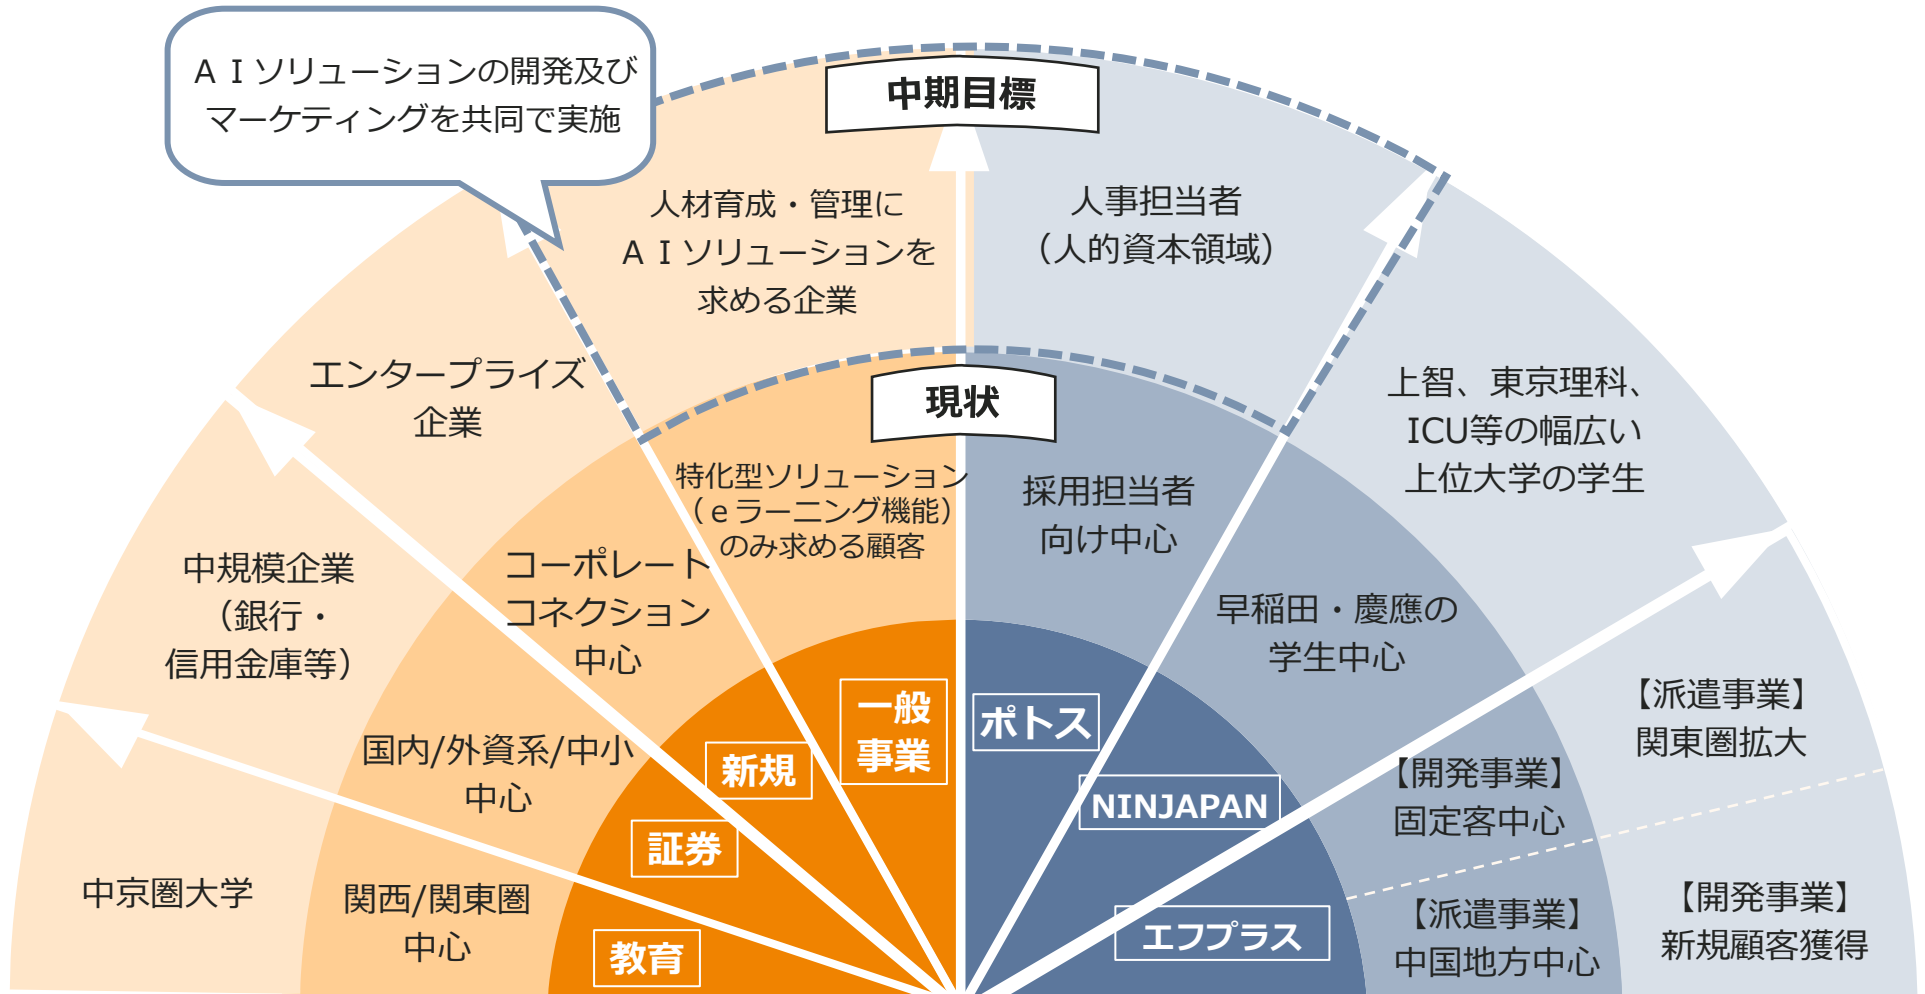 ＡＩソリューションの開発及び
マーケティングを共同で実施
中期目標
人材育成・管理に
ＡＩソリューションを
求める企業
人事担当者
（人的資本領域）
エンタープライズ
企業
現状
上智、東京理科、
ICU等の幅広い
上位大学の学生
特化型ソリューション
（ｅラーニング機能）
のみ求める顧客
採用担当者
向け中心
中規模企業
（銀行・
信用金庫等）
コーポレート
コネクション
中心
早稲田・慶應の
学生中心
国内/外資系/中小
中心
新規
一般
事業
ポトス
NINJAPAN
【派遣事業】
関東圏拡大
【開発事業】
固定客中心
証券
中京圏大学
関西/関東圏
中心
教育
エフプラス
【派遣事業】
中国地方中心
【開発事業】
新規顧客獲得